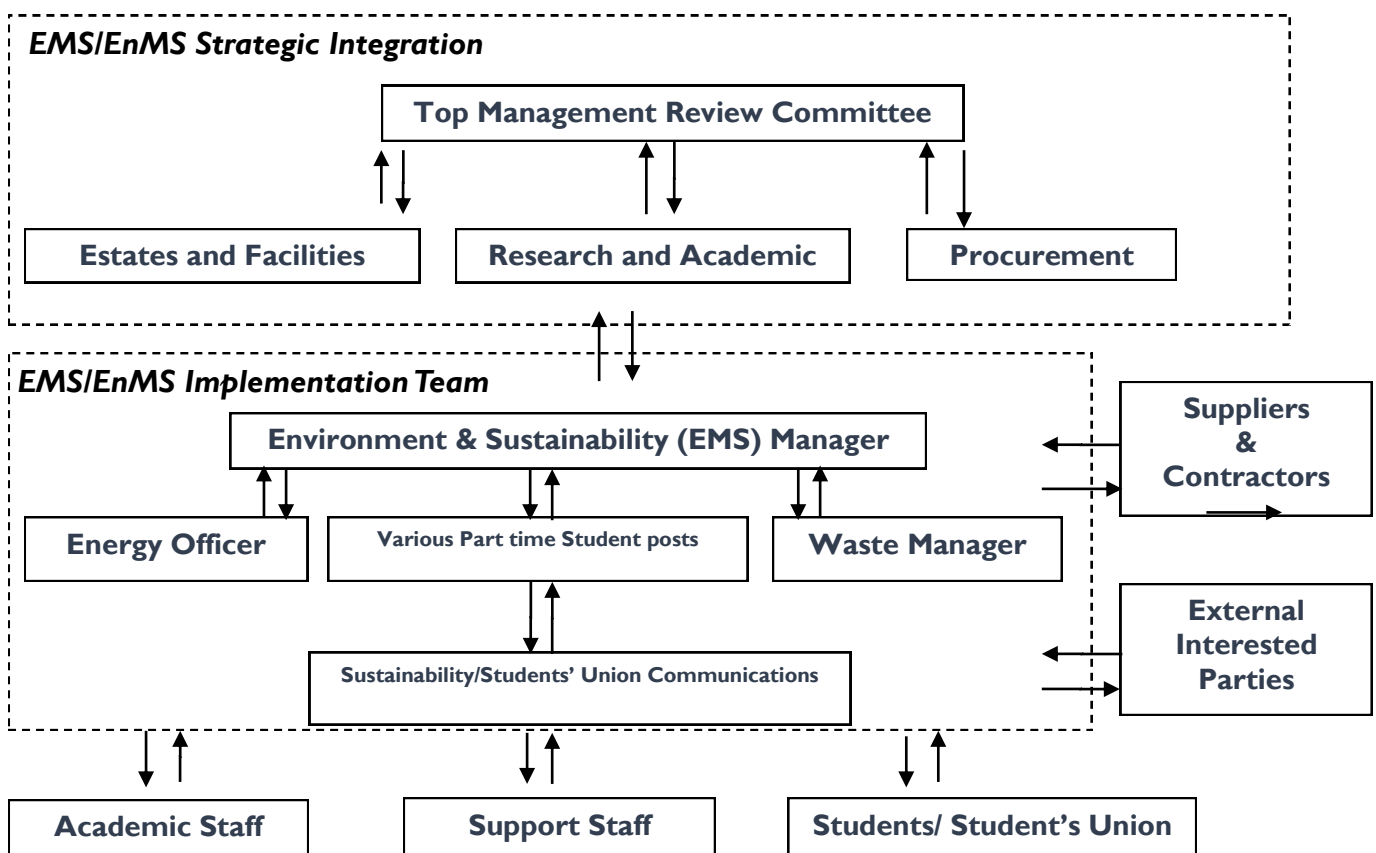 EMS/EnMS Strategic Integration
Top Management Review Committee
Estates and Facilities
Research and Academic
Procurement
EMS/EnMS Implementation Team
Environment & Sustainability (EMS) Manager
Suppliers
&
Contractors
Energy Officer
Various Part time Student posts
Waste Manager
External
Interested
Parties
Sustainability/Students’ Union Communications
Academic Staff
Support Staff
Students/ Student’s Union